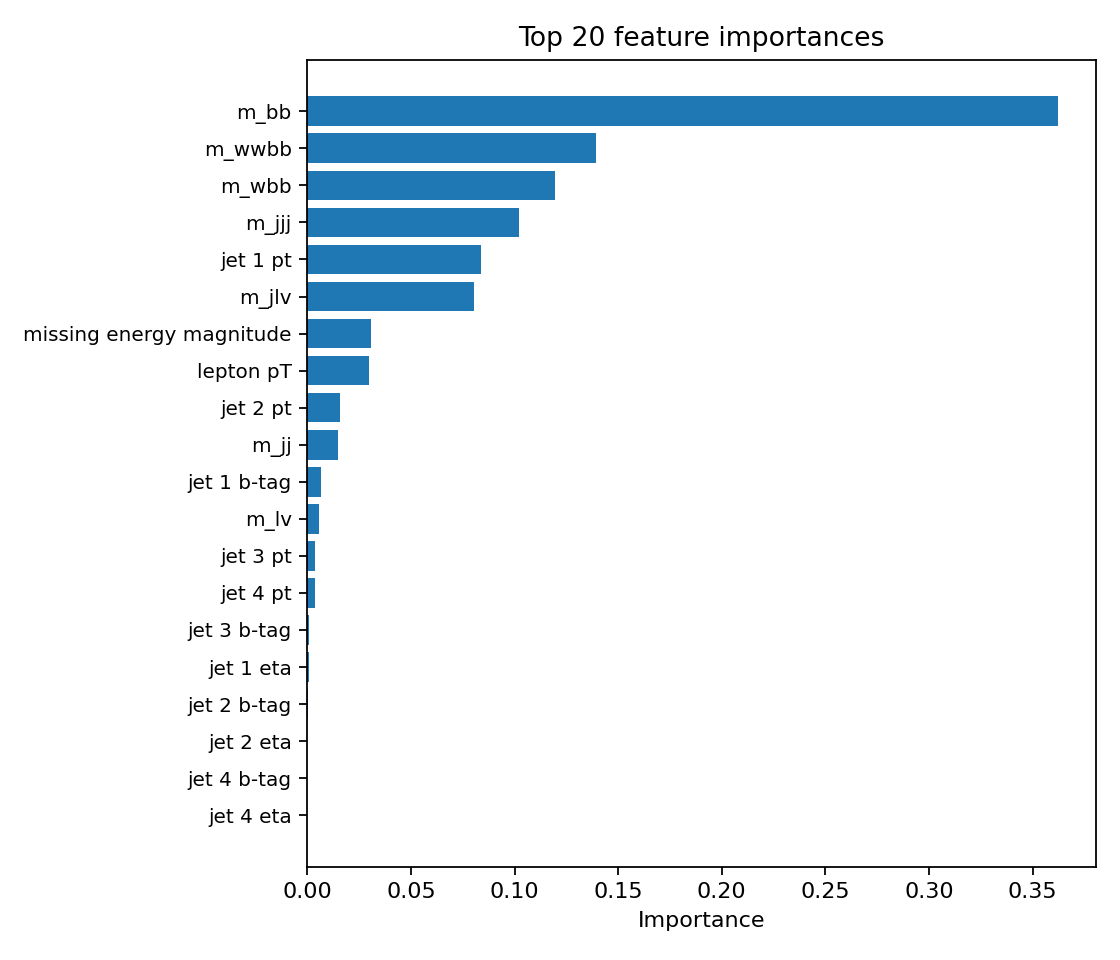 Top 20 feature importances
m_bb
m_wwbb
m_wbb
m_jjj
jet 1 pt
m_jlv
missing energy magnitude
lepton pT
jet 2 pt
m_jj
jet 1 b-tag
m_lv
jet 3 pt
jet 4 pt
jet 3 b-tag
jet 1 eta
jet 2 b-tag
jet 2 eta
jet 4 b-tag
jet 4 eta
0.00 0.05 0.10 0.15 0.20 0.25 0.30 0.35
Importance